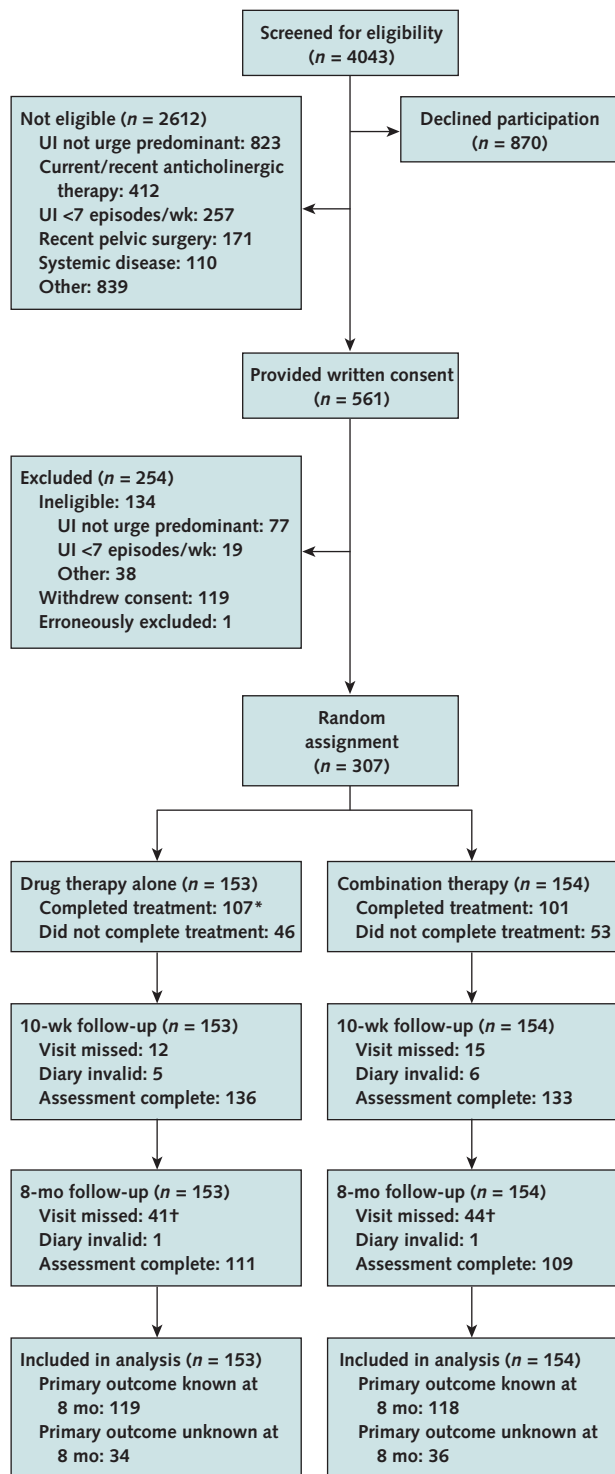 Screened for eligibility
(n = 4043)
Not eligible (n = 2612)
UI not urge predominant: 823
Current/recent anticholinergic
therapy: 412
UI <7 episodes/wk: 257
Recent pelvic surgery: 171
Systemic disease: 110
Other: 839
Declined participation
(n = 870)
Provided written consent
(n = 561)
Excluded (n = 254)
Ineligible: 134
UI not urge predominant: 77
UI <7 episodes/wk: 19
Other: 38
Withdrew consent: 119
Erroneously excluded: 1
Random
assignment
(n = 307)
Drug therapy alone (n = 153)
Completed treatment: 107*
Did not complete treatment: 46
Combination therapy (n = 154)
Completed treatment: 101
Did not complete treatment: 53
10-wk follow-up (n = 153)
Visit missed: 12
Diary invalid: 5
Assessment complete: 136
10-wk follow-up (n = 154)
Visit missed: 15
Diary invalid: 6
Assessment complete: 133
8-mo follow-up (n = 153)
Visit missed: 41†
Diary invalid: 1
Assessment complete: 111
8-mo follow-up (n = 154)
Visit missed: 44†
Diary invalid: 1
Assessment complete: 109
Included in analysis (n = 153)
Primary outcome known at
8 mo: 119
Primary outcome unknown at
8 mo: 34
Included in analysis (n = 154)
Primary outcome known at
8 mo: 118
Primary outcome unknown at
8 mo: 36